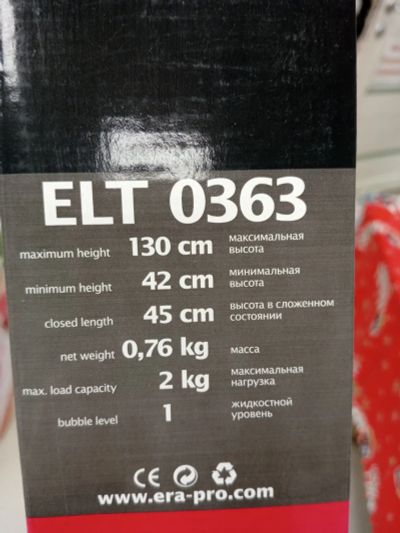 ELT 0363
maximum height 130 cm максимальная высота
minimum height 42 cm минимальная высота
closed length 45 cm высота в сложенном состоянии
net weight 0,76 kg масса
max. load capacity 2 kg максимальная нагрузка
bubble level 1 жидкостной уровень
CE
www.era-pro.com